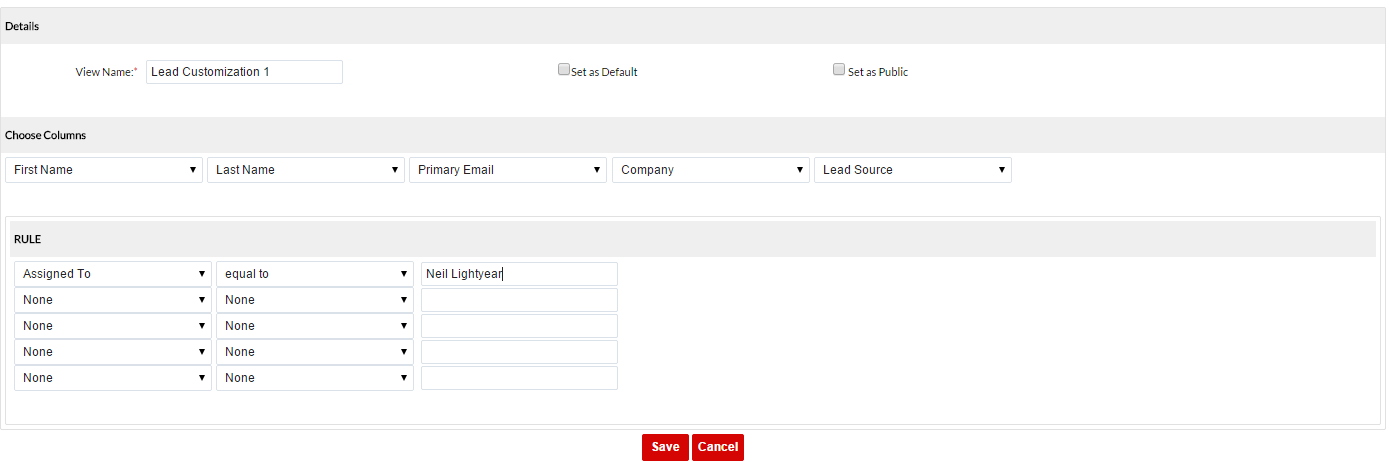 Details
View Name:* Lead Customization 1 Set as Default Set as Public
Choose Columns
First Name Last Name Primary Email Company Lead Source
RULE
Assigned To equal to Neil Lightyear
None None
None None
None None
None None
Save Cancel